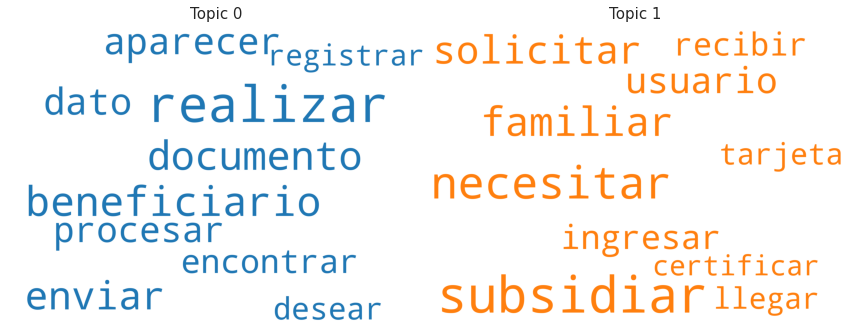 Topic 0
aparecer
registrar
dato
realizar
documento
beneficiario
procesar
encontrar
enviar
desear
Topic 1
solicitar
recibir
usuario
familiar
tarjeta
necesitar
ingresar
certificar
subsidiar
llegar